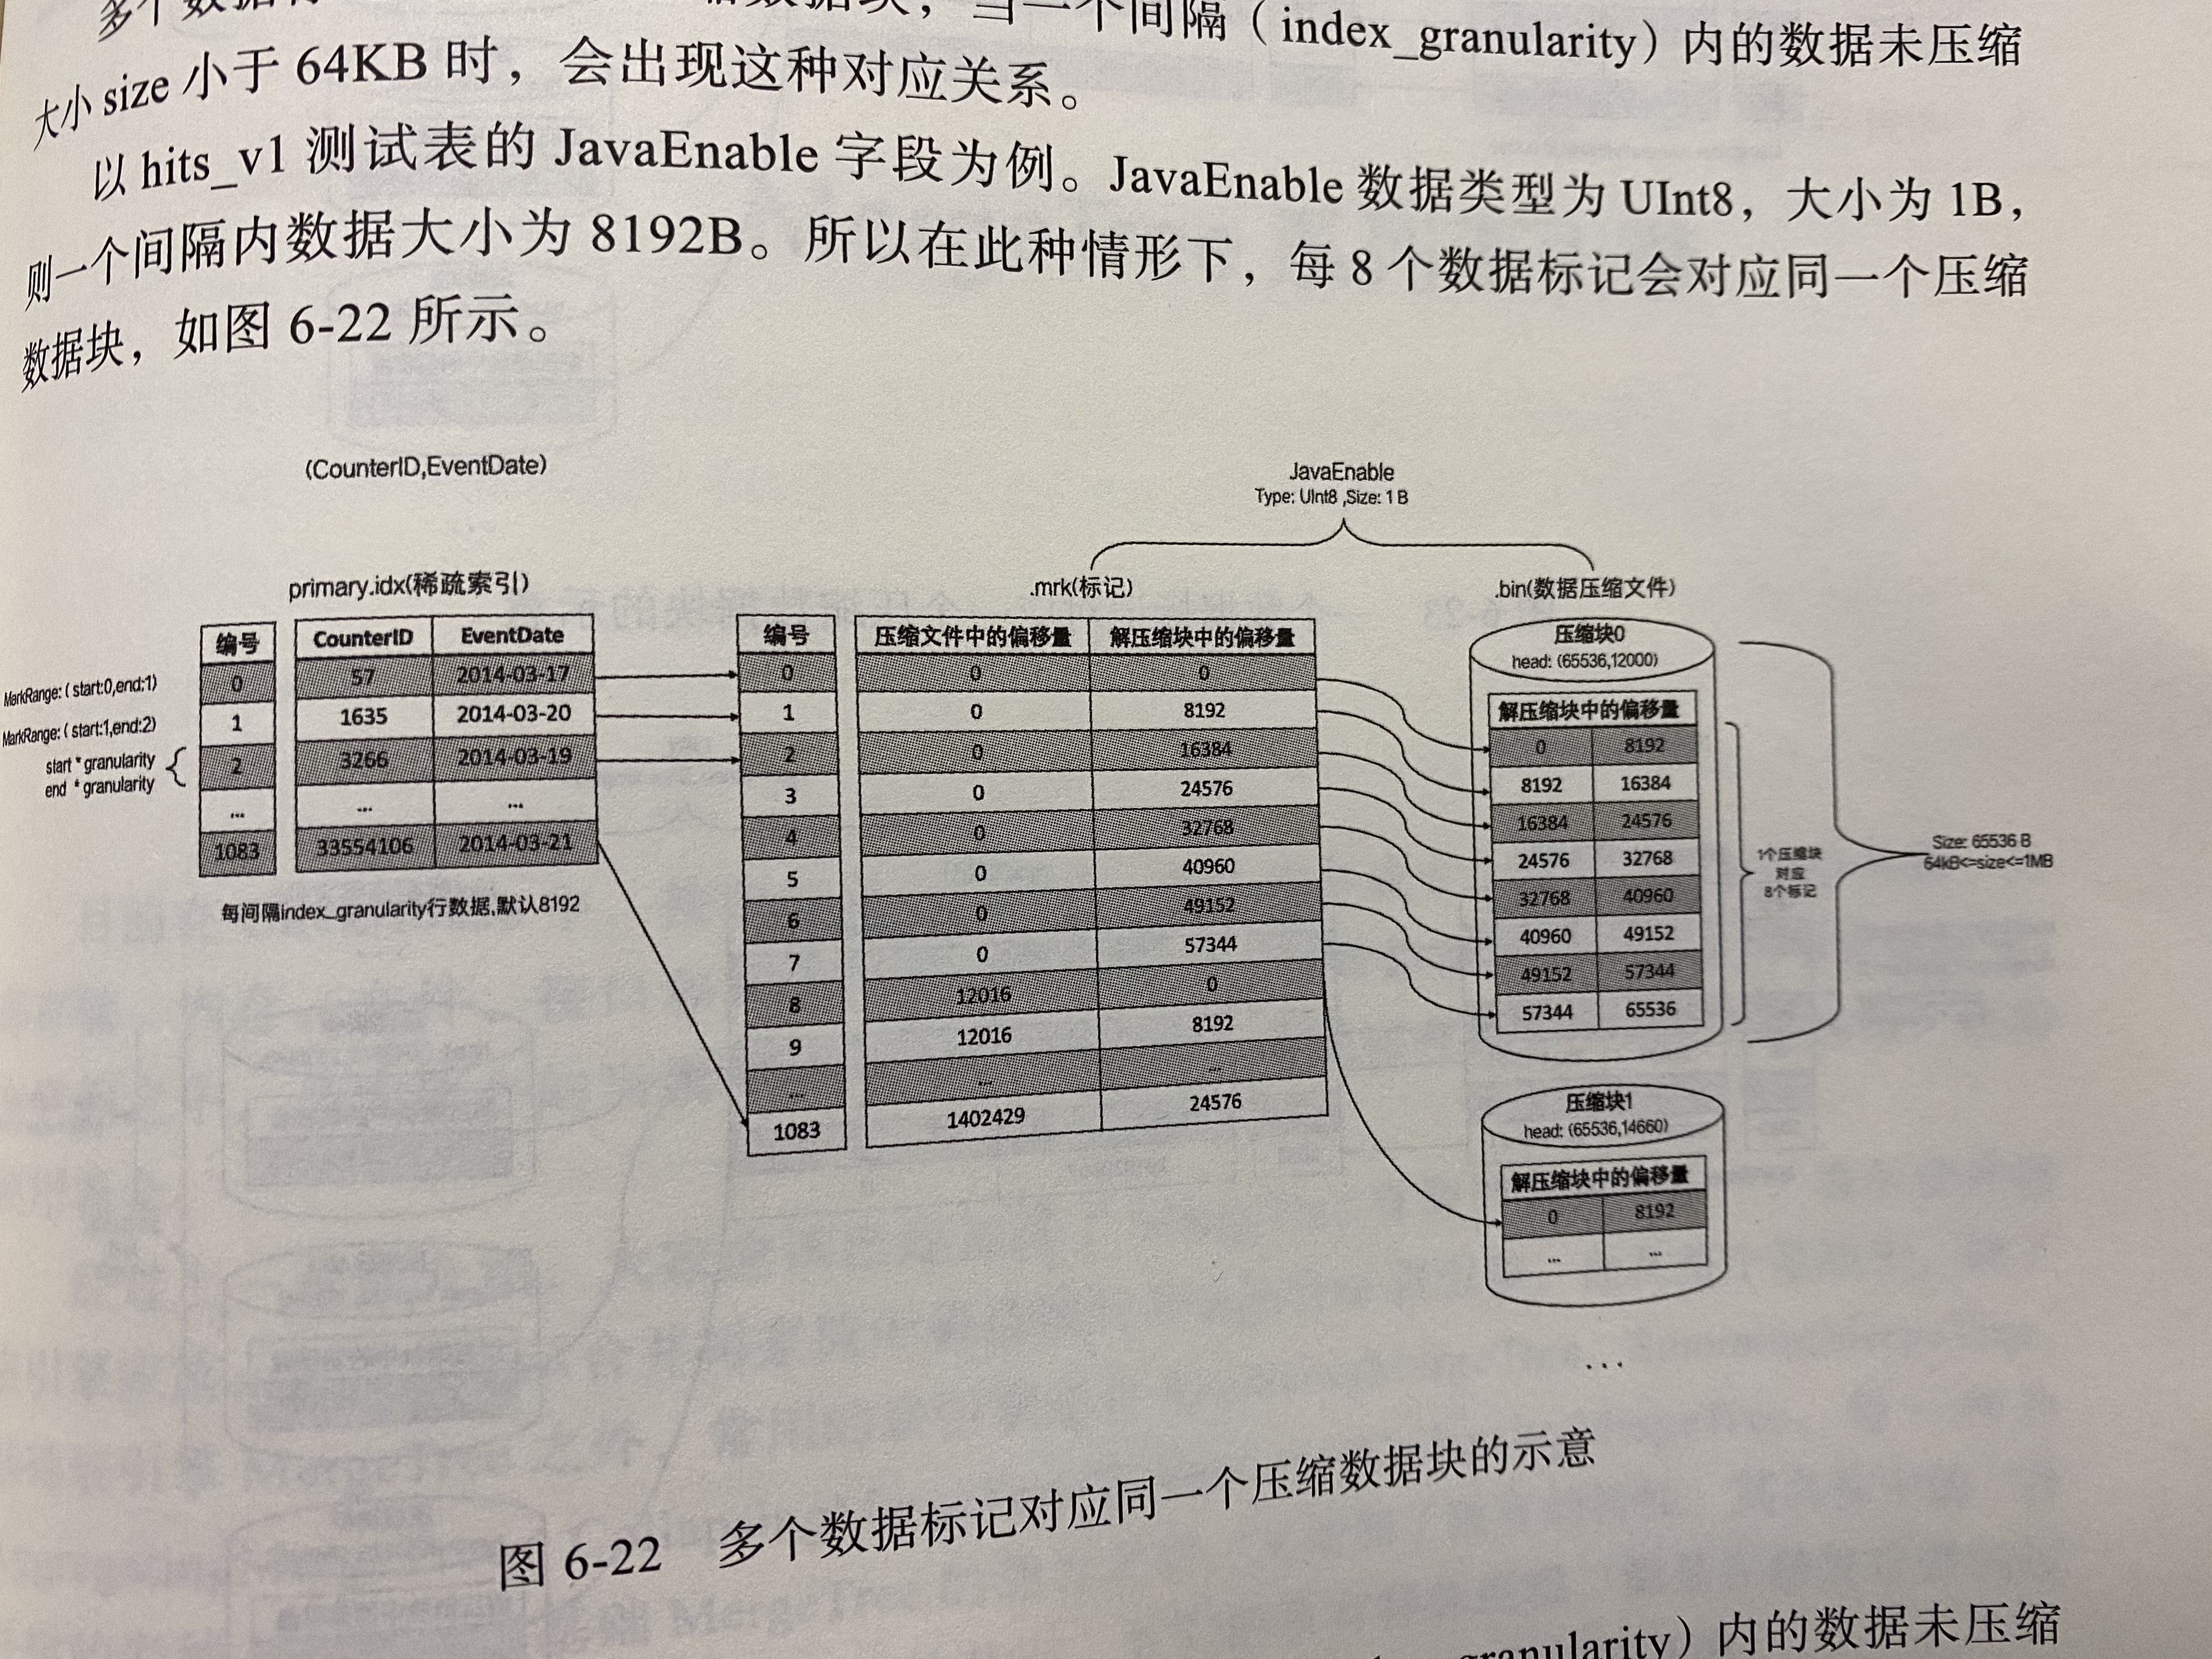 多个数据
数据块，当一个间隔（index_granularity）内的数据未压缩
大小 size 小于 64KB 时，会出现这种对应关系。
以 hits_v1 测试表的 JavaEnable 字段为例。JavaEnable 数据类型为 UInt8，大小为 1B，
则一个间隔内数据大小为 8192B。所以在此种情形下，每 8 个数据标记会对应同一个压缩
数据块，如图 6-22 所示。
(CounterID,EventDate)
JavaEnable
Type: UInt8 ,Size: 1 B
primary.idx(稀疏索引)
编号 CounterID EventDate
0 57 2014-03-17
1 1635 2014-03-20
2 3266 2014-03-19
... ... ...
1083 33554106 2014-03-21
MarkRange: ( start:0,end:1)
MarkRange: ( start:1,end:2)
start * granularity
end * granularity
每间隔index_granularity行数据,默认8192
.mrk(标记)
编号 压缩文件中的偏移量 解压缩块中的偏移量
0 0 0
1 0 8192
2 0 16384
3 0 24576
4 0 32768
5 0 40960
6 0 49152
7 0 57344
8 12016 0
9 12016 8192
... ... ...
1083 1402429 24576
.bin(数据压缩文件)
压缩块0
head: (65536,12000)
解压缩块中的偏移量
0 8192
8192 16384
16384 24576
24576 32768
32768 40960
40960 49152
49152 57344
57344 65536
1个压缩块
对应
8个标记
Size: 65536 B
64kB<=size<=1MB
压缩块1
head: (65536,14660)
解压缩块中的偏移量
0 8192
... ...
...
图 6-22 多个数据标记对应同一个压缩数据块的示意
granularity）内的数据未压缩